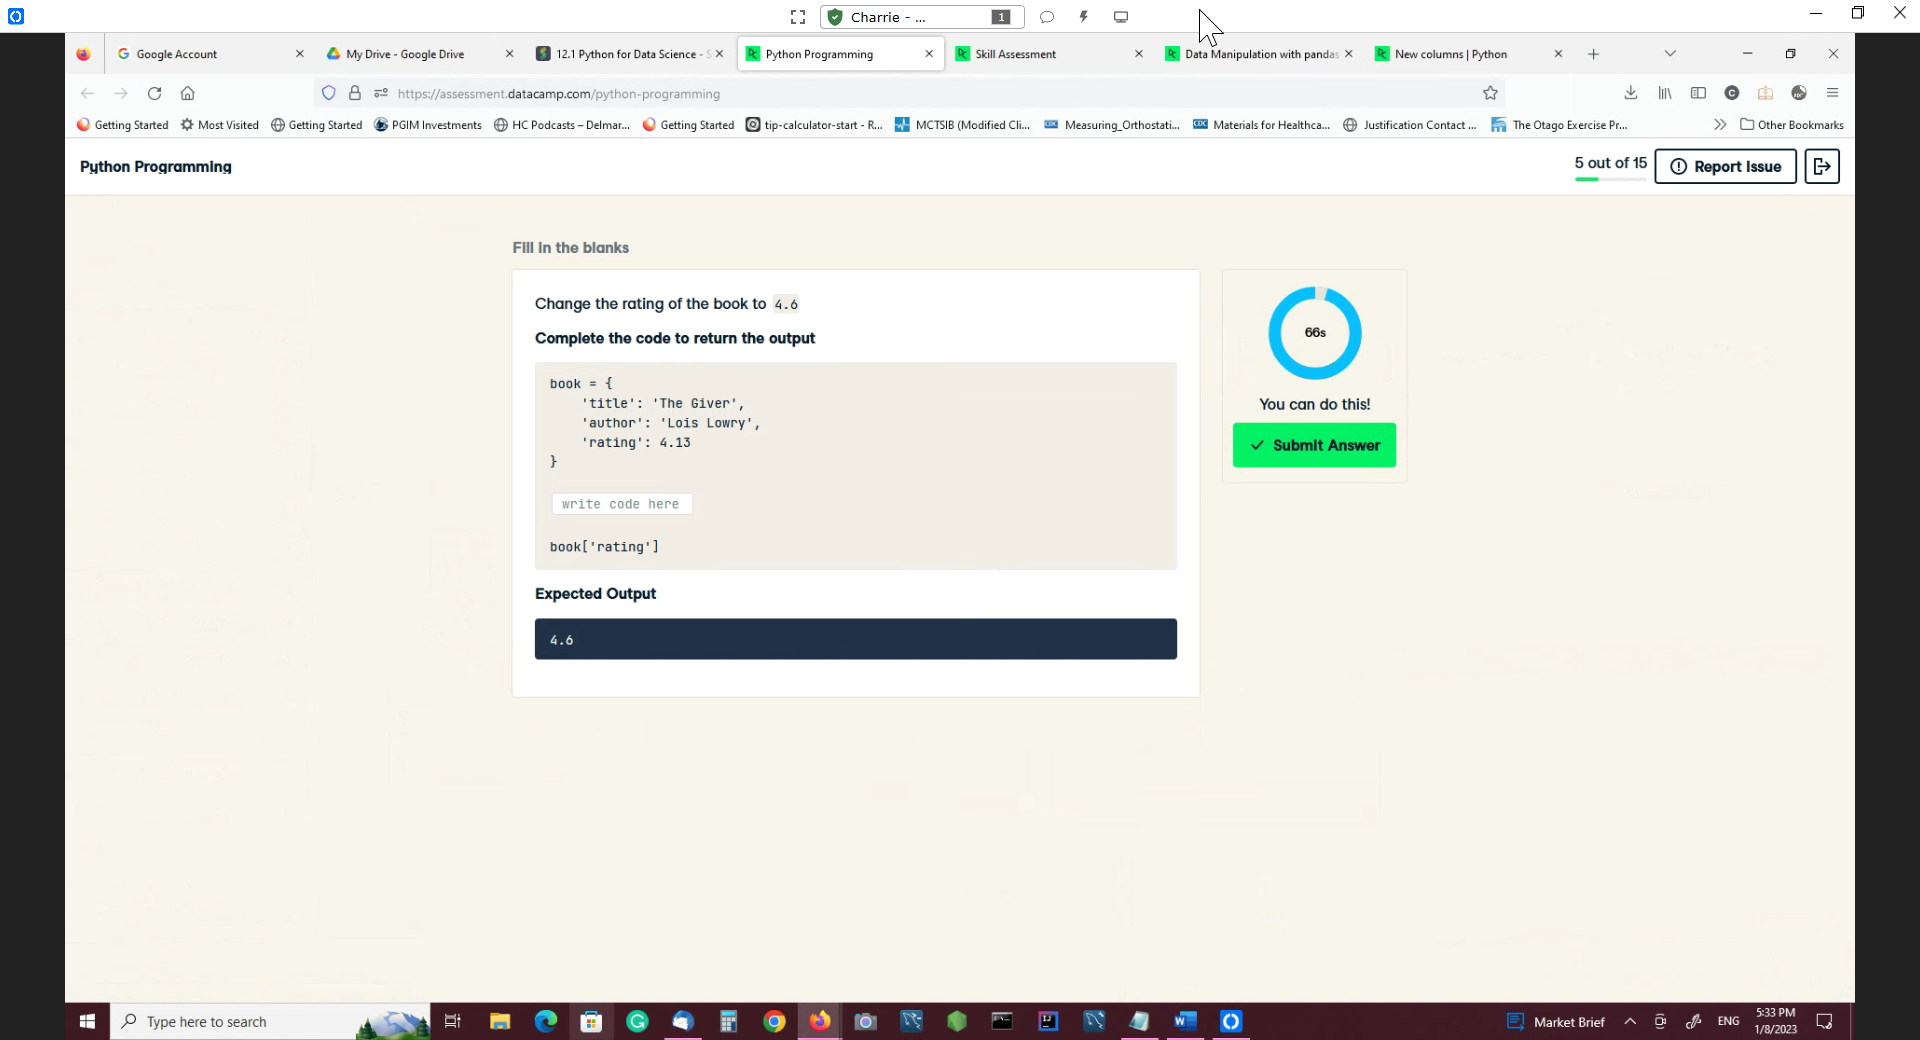 Charrie - ...
1
Google Account
My Drive - Google Drive
12.1 Python for Data Science - S
Python Programming
Skill Assessment
Data Manipulation with pandas
New columns | Python
https://assessment.datacamp.com/python-programming
Getting Started
Most Visited
Getting Started
PGIM Investments
HC Podcasts – Delmar...
Getting Started
tip-calculator-start - R...
MCTSIB (Modified Cli...
Measuring_Orthostati...
Materials for Healthca...
Justification Contact ...
The Otago Exercise Pr...
Other Bookmarks
Python Programming
5 out of 15
Report Issue
Fill in the blanks
Change the rating of the book to 4.6
Complete the code to return the output
book = {
'title': 'The Giver',
'author': 'Lois Lowry',
'rating': 4.13
}
write code here
book['rating']
Expected Output
4.6
66s
You can do this!
Submit Answer
Type here to search
Market Brief
ENG
5:33 PM
1/8/2023